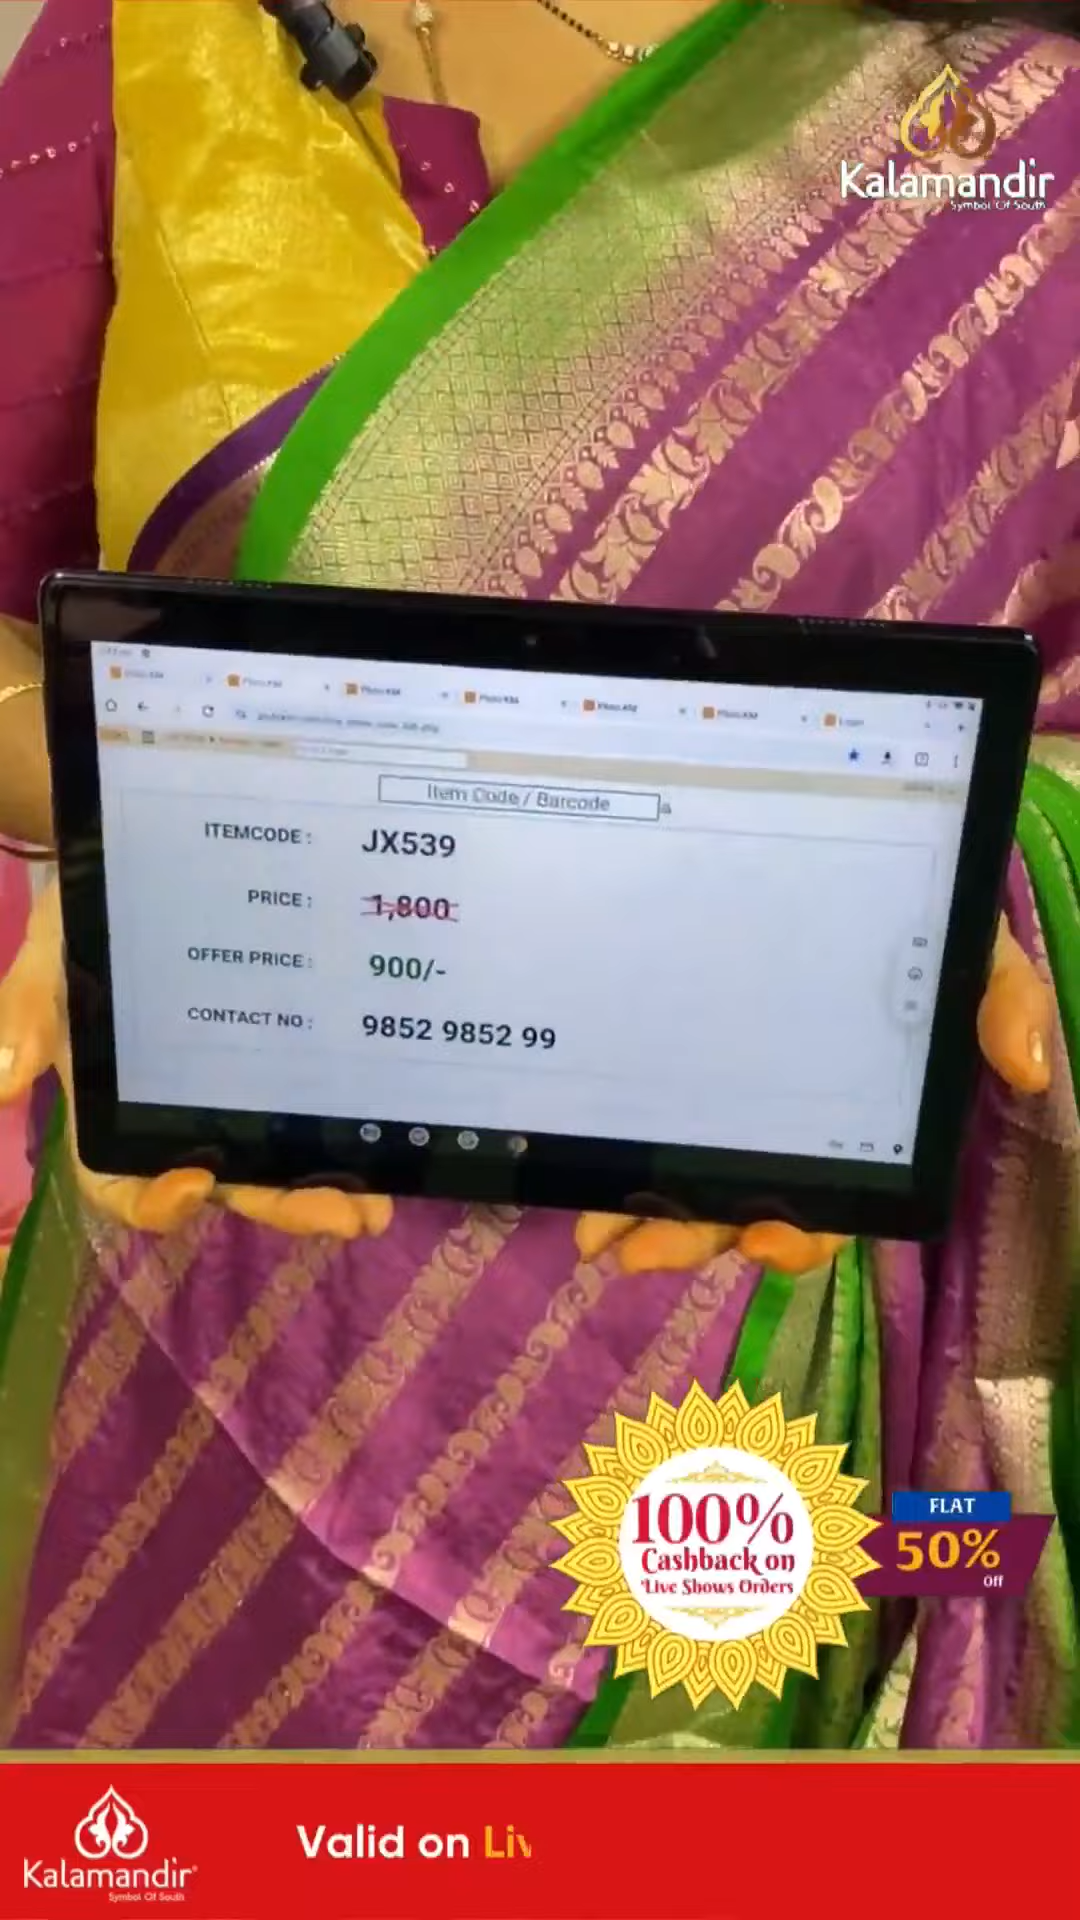 Kalamandir
Symbol Of South
Item Code / Barcode
ITEMCODE : JX539
PRICE : 1,800
OFFER PRICE : 900/-
CONTACT NO : 9852 9852 99
100%
Cashback on
Live Shows Orders
FLAT
50%
Off
Kalamandir
Symbol Of South
Valid on Liv